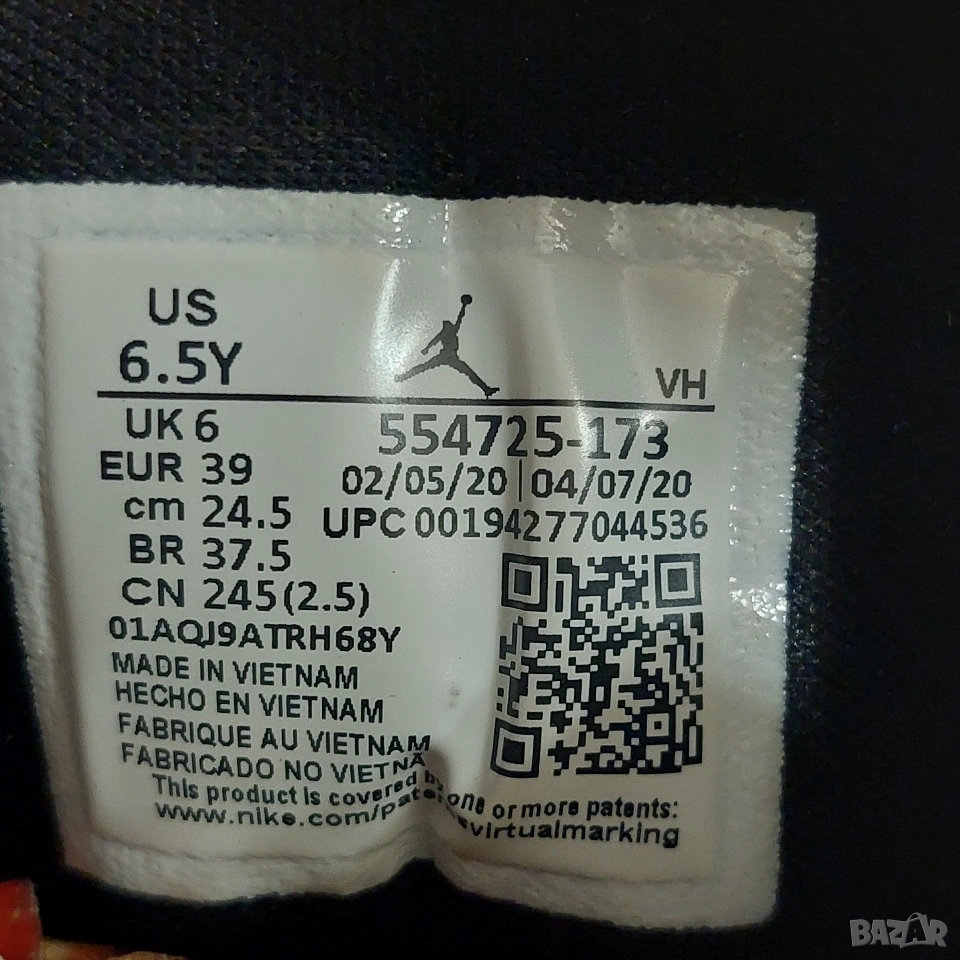 US
6.5Y
VH
UK 6
554725-173
EUR 39
02/05/20 | 04/07/20
cm 24.5
UPC 00194277044536
BR 37.5
CN 245(2.5)
01AQJ9ATRH68Y
MADE IN VIETNAM
HECHO EN VIETNAM
FABRIQUE AU VIETNAM
FABRICADO NO VIETNA
This product is covered by one or more patents:
www.nike.com/pate svirtualmarking
BAZAR